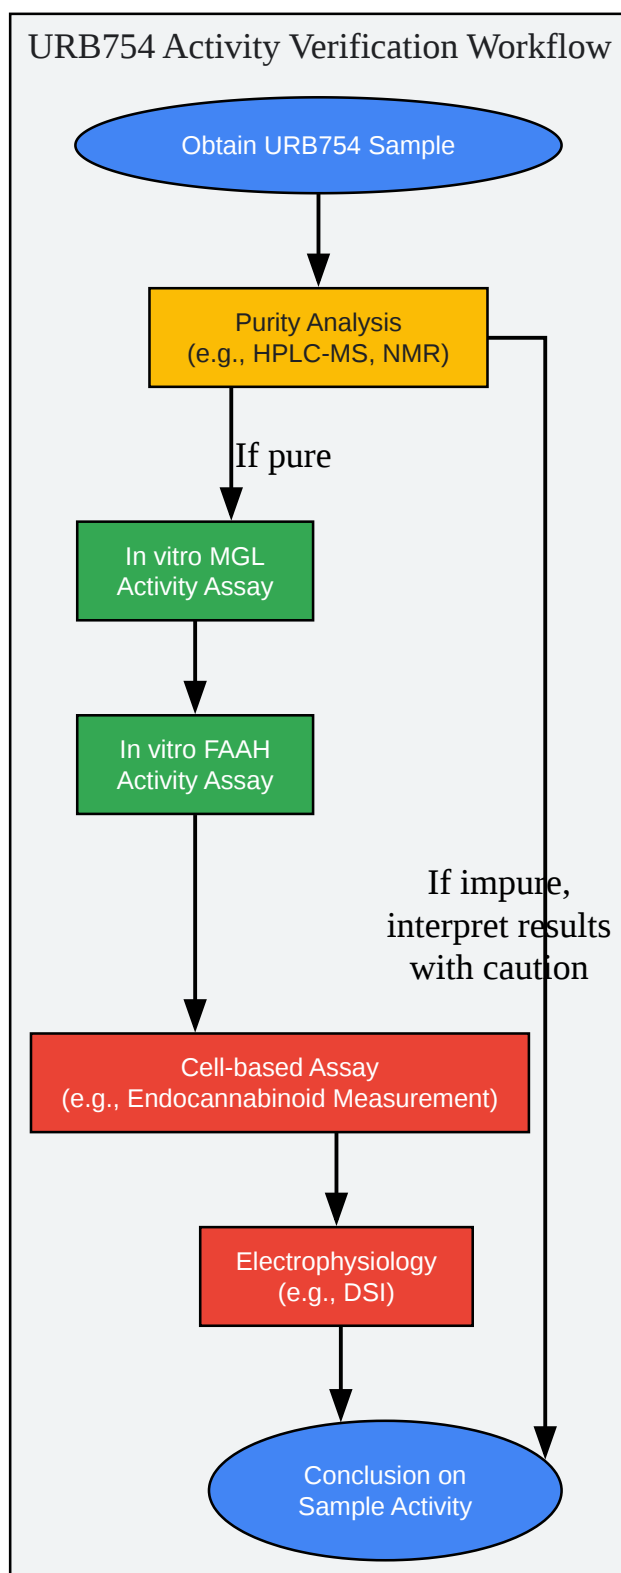 URB754 Activity Verification Workflow
Obtain URB754 Sample
Purity Analysis
(e.g., HPLC-MS, NMR)
If pure
In vitro MGL
Activity Assay
In vitro FAAH
Activity Assay
If impure,
interpret results
with caution
Cell-based Assay
(e.g., Endocannabinoid Measurement)
Electrophysiology
(e.g., DSI)
Conclusion on
Sample Activity